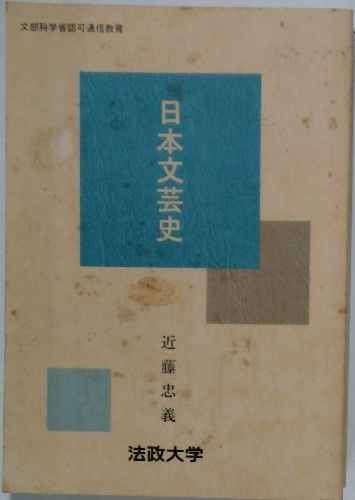 文部科学省認可通信教育
日本文芸史
近藤忠義
法政大学